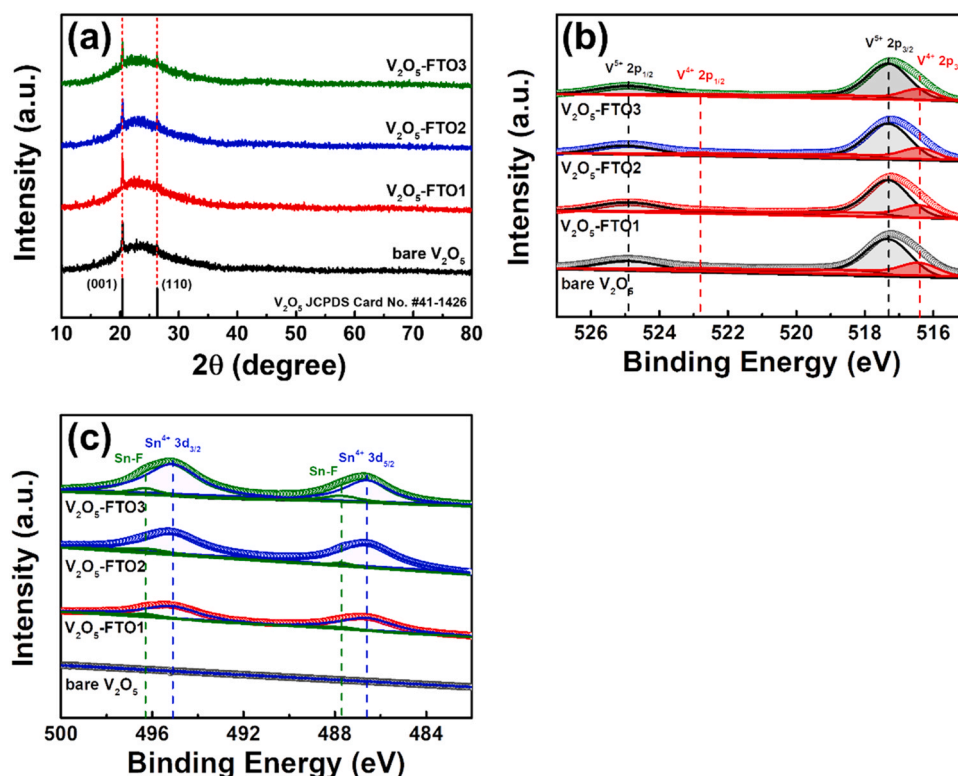 (a)
V₂O₅-FTO3
V₂O₅-FTO2
V₂O₅-FTO1
bare V₂O₅
(001)
(110)
V₂O₅ JCPDS Card No. #41-1426
Intensity (a.u.)
10 20 30 40 50 60 70 80
2θ (degree)
(b)
V⁵⁺ 2p₁/₂
V⁴⁺ 2p₁/₂
V⁵⁺ 2p₃/₂
V⁴⁺ 2p₃
V₂O₅-FTO3
V₂O₅-FTO2
V₂O₅-FTO1
bare V₂O₅
Intensity (a.u.)
526 524 522 520 518 516
Binding Energy (eV)
(c)
Sn-F
Sn⁴⁺ 3d₃/₂
Sn-F
Sn⁴⁺ 3d₅/₂
V₂O₅-FTO3
V₂O₅-FTO2
V₂O₅-FTO1
bare V₂O₅
Intensity (a.u.)
500 496 492 488 484
Binding Energy (eV)